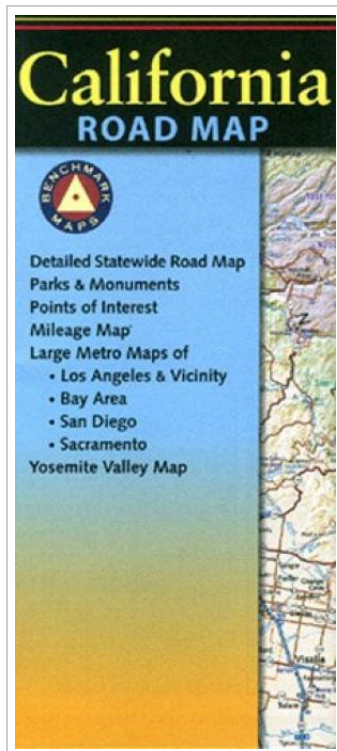 California
ROAD MAP
BENCHMARK
MAPS
Detailed Statewide Road Map
Parks & Monuments
Points of Interest
Mileage Map
Large Metro Maps of
• Los Angeles & Vicinity
• Bay Area
• San Diego
• Sacramento
Yosemite Valley Map
Visalia